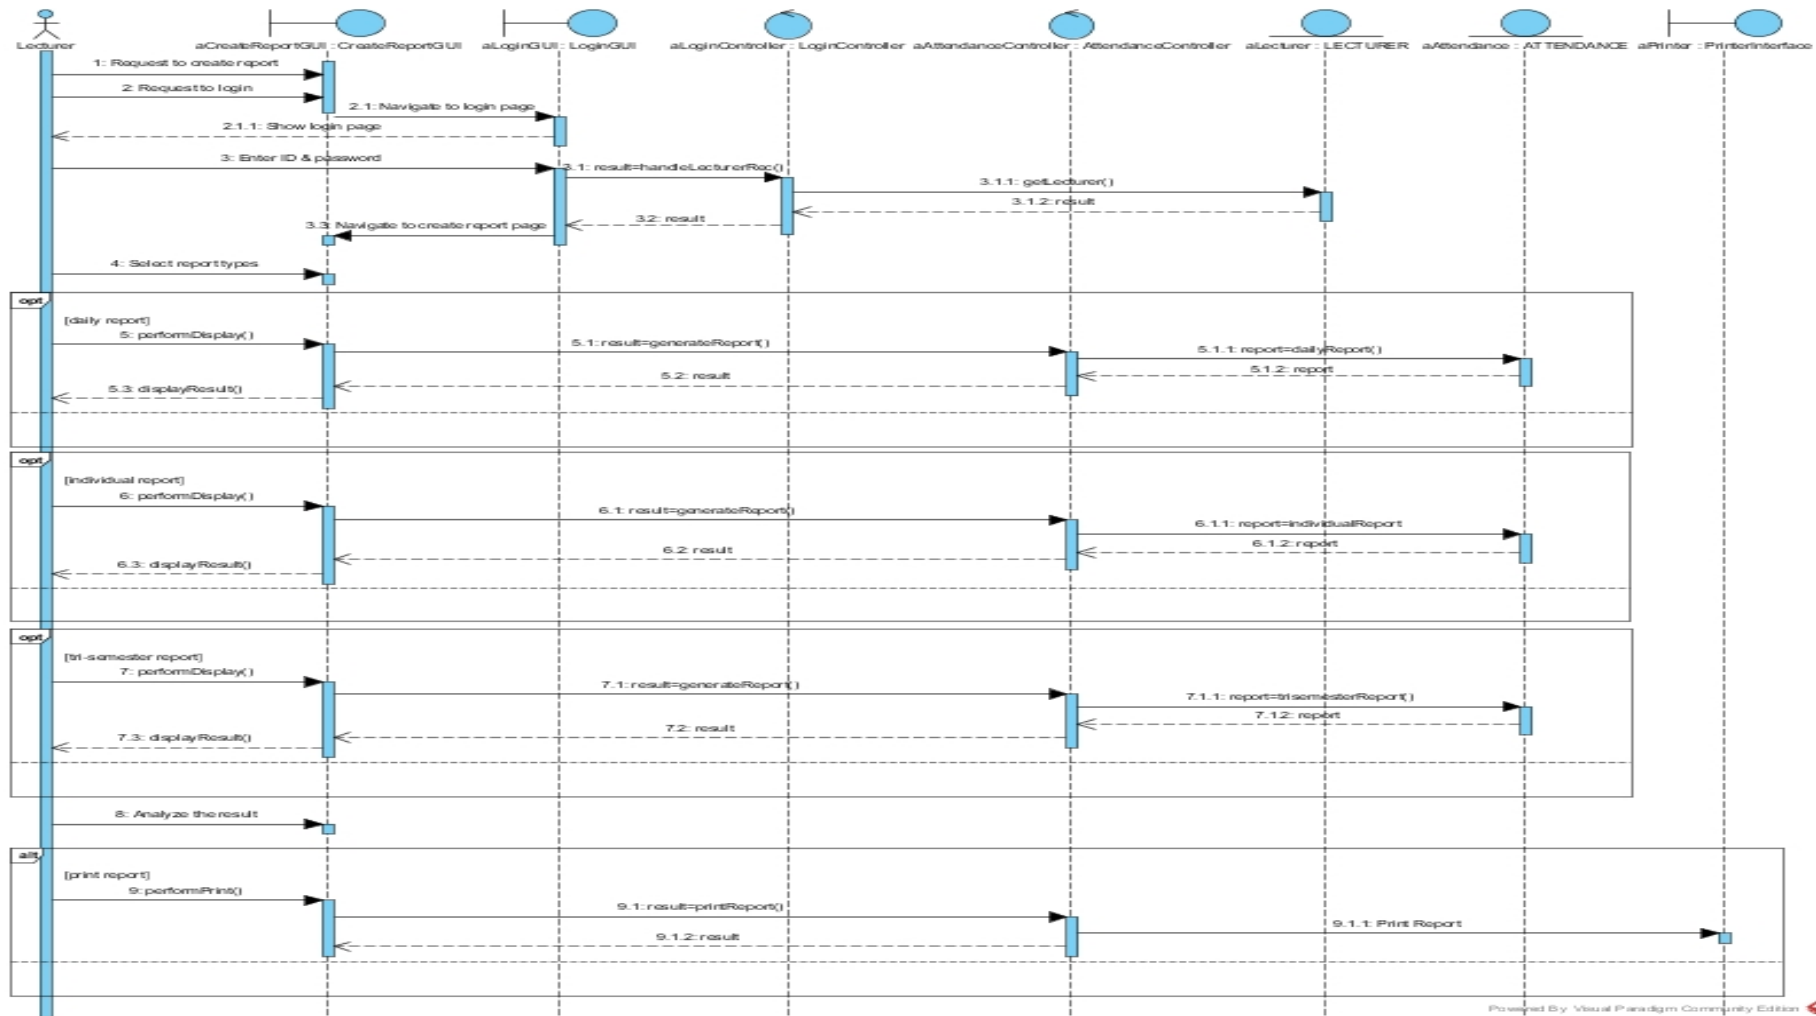 Lecturer
aCreateReportGUI : CreateReportGUI
aLoginGUI : LoginGUI
aLoginController : LoginController
aAttendanceController : AttendanceController
aLecturer : LECTURER
aAttendance : ATTENDANCE
aPrinter : PrinterInterface
1: Request to create report
2: Request to login
2.1: Navigate to login page
2.1.1: Show login page
3: Enter ID & password
3.1: result=handleLecturerRec()
3.1.1: getLecturer()
3.1.2: result
3.2: result
3.3: Navigate to create report page
4: Select report types
opt
[daily report]
5: performDisplay()
5.1: result=generateReport()
5.1.1: report=dailyReport()
5.1.2: report
5.2: result
5.3: displayResult()
opt
[individual report]
6: performDisplay()
6.1: result=generateReport()
6.1.1: report=individualReport
6.1.2: report
6.2: result
6.3: displayResult()
opt
[tri-semester report]
7: performDisplay()
7.1: result=generateReport()
7.1.1: report=trisemesterReport()
7.1.2: report
7.2: result
7.3: displayResult()
8: Analyze the result
alt
[print report]
9: performPrint()
9.1: result=printReport()
9.1.1: Print Report
9.1.2: result
Powered By Visual Paradigm Community Edition